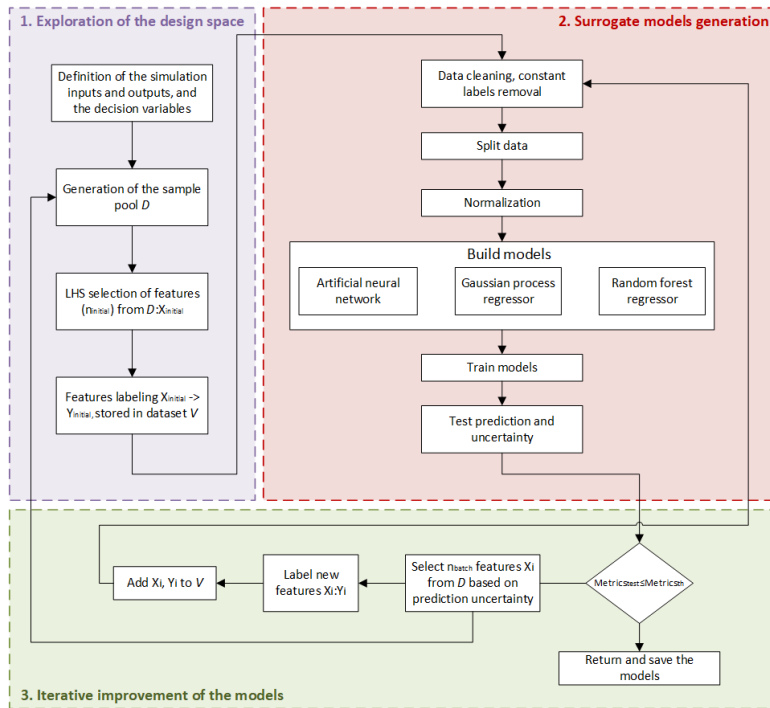 1. Exploration of the design space
Definition of the simulation
inputs and outputs, and
the decision variables
Generation of the sample
pool D
LHS selection of features
(ninitial) from D:Xinitial
Features labeling Xinitial ->
Yinitial, stored in dataset V
2. Surrogate models generation
Data cleaning, constant
labels removal
Split data
Normalization
Build models
Artificial neural
network
Gaussian process
regressor
Random forest
regressor
Train models
Test prediction and
uncertainty
Metricstest≤Metricsth
Select nbatch features Xi
from D based on
prediction uncertainty
Label new
features Xi:Yi
Add Xi, Yi to V
Return and save the
models
3. Iterative improvement of the models